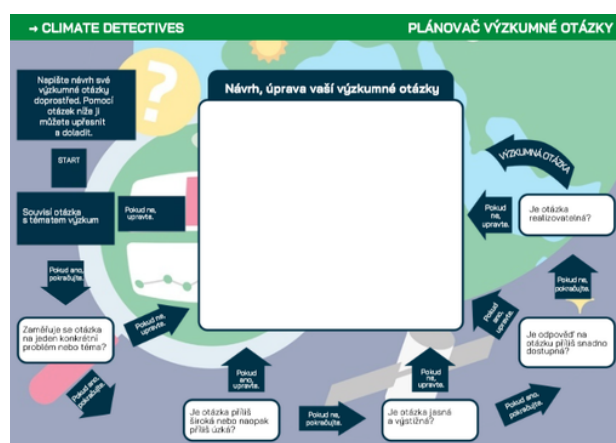 → CLIMATE DETECTIVES
PLÁNOVAČ VÝZKUMNÉ OTÁZKY
Napište návrh své
výzkumné otázky
doprostřed. Pomocí
otázek níže ji
můžete upřesnit
a doladit.
START
Souvisí otázka
s tématem výzkum
Pokud ne,
upravte.
Pokud ano,
pokračujte.
Zaměřuje se otázka
na jeden konkrétní
problém nebo téma?
Pokud ne,
upravte.
Pokud ano,
pokračujte.
Návrh, úprava vaší výzkumné otázky
Je otázka příliš
široká nebo naopak
příliš úzká?
Pokud ano,
upravte.
Pokud ne,
pokračujte.
Je otázka jasná
a výstižná?
Pokud ne,
upravte.
Pokud ano,
pokračujte.
Je odpověď na
otázku příliš snadno
dostupná?
Pokud
ano,
upravte.
Pokud ne,
pokračujte.
Je otázka
realizovatelná?
Pokud
ne,
upravte.
VÝZKUMNÁ OTÁZKA